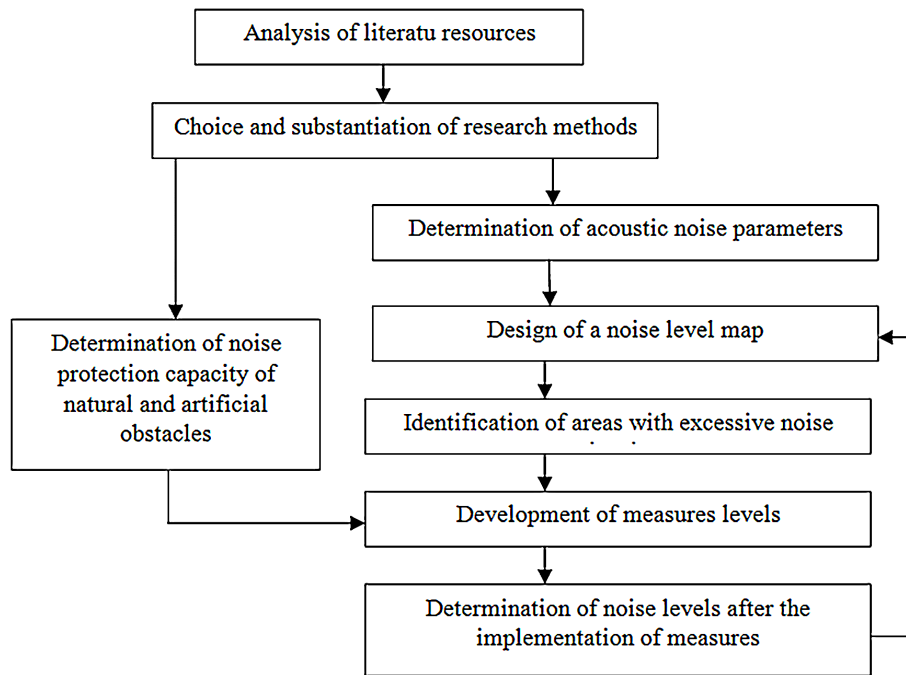 Analysis of literatu resources
Choice and substantiation of research methods
Determination of acoustic noise parameters
Design of a noise level map
Determination of noise
protection capacity of
natural and artificial
obstacles
Identification of areas with excessive noise
Development of measures levels
Determination of noise levels after the
implementation of measures